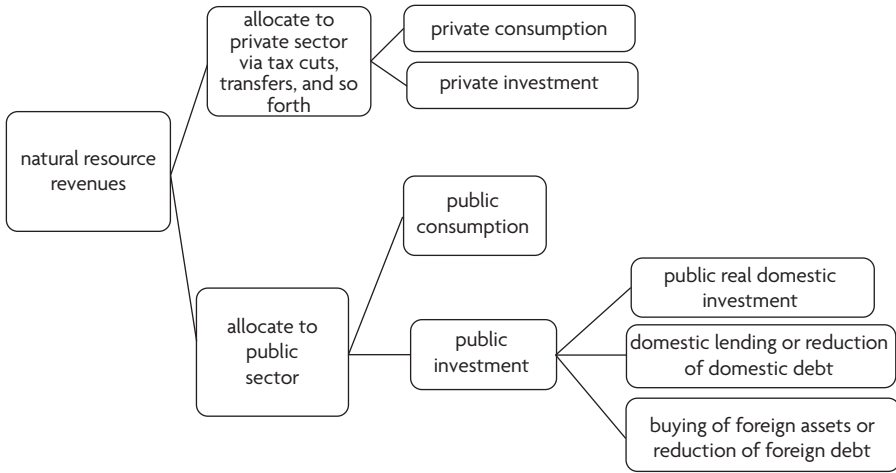 natural resource
revenues
allocate to
private sector
via tax cuts,
transfers, and so
forth
private consumption
private investment
allocate to
public
sector
public
consumption
public
investment
public real domestic
investment
domestic lending or reduction
of domestic debt
buying of foreign assets or
reduction of foreign debt